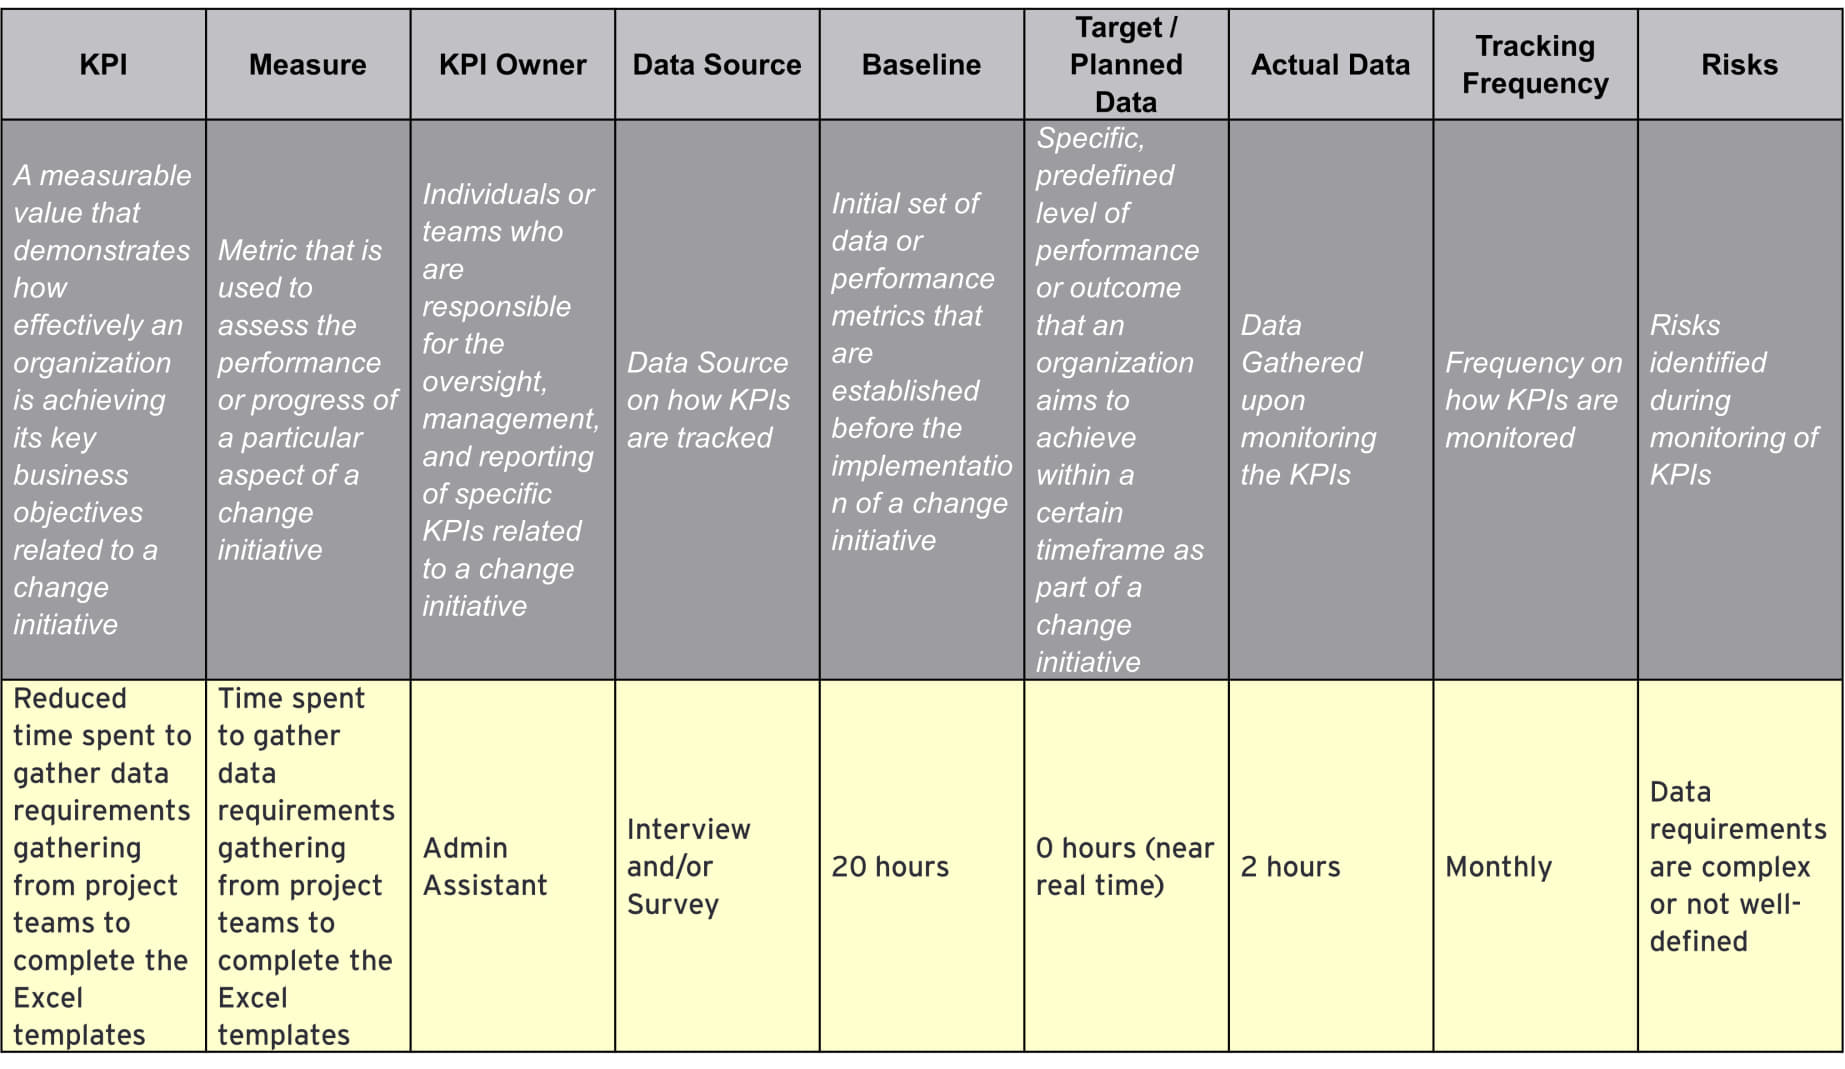 KPI
Measure
KPI Owner
Data Source
Baseline
Target /
Planned
Data
Actual Data
Tracking
Frequency
Risks
A measurable
value that
demonstrates
how
effectively an
organization
is achieving
its key
business
objectives
related to a
change
initiative
Metric that is
used to
assess the
performance
or progress of
a particular
aspect of a
change
initiative
Individuals or
teams who
are
responsible
for the
oversight,
management,
and reporting
of specific
KPIs related
to a change
initiative
Data Source
on how KPIs
are tracked
Initial set of
data or
performance
metrics that
are
established
before the
implementatio
n of a change
initiative
Specific,
predefined
level of
performance
or outcome
that an
organization
aims to
achieve
within a
certain
timeframe as
part of a
change
initiative
Data
Gathered
upon
monitoring
the KPIs
Frequency on
how KPIs are
monitored
Risks
identified
during
monitoring of
KPIs
Reduced
time spent to
gather data
requirements
gathering
from project
teams to
complete the
Excel
templates
Time spent
to gather
data
requirements
gathering
from project
teams to
complete the
Excel
templates
Admin
Assistant
Interview
and/or
Survey
20 hours
0 hours (near
real time)
2 hours
Monthly
Data
requirements
are complex
or not well-
defined